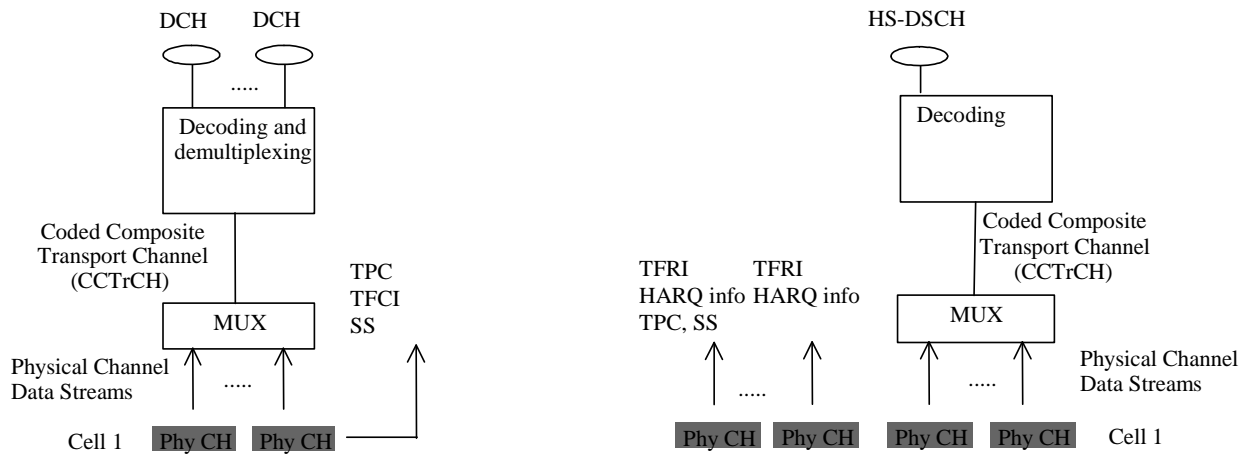 DCH DCH
.....
Decoding and
demultiplexing
Coded Composite
Transport Channel
(CCTrCH)
TPC
TFCI
SS
MUX
Physical Channel
Data Streams
.....
Cell 1 Phy CH Phy CH
HS-DSCH
Decoding
Coded Composite
Transport Channel
(CCTrCH)
TFRI
HARQ info
TPC, SS
TFRI
HARQ info
MUX
Physical Channel
Data Streams
.....
.....
Phy CH Phy CH Phy CH Phy CH Cell 1